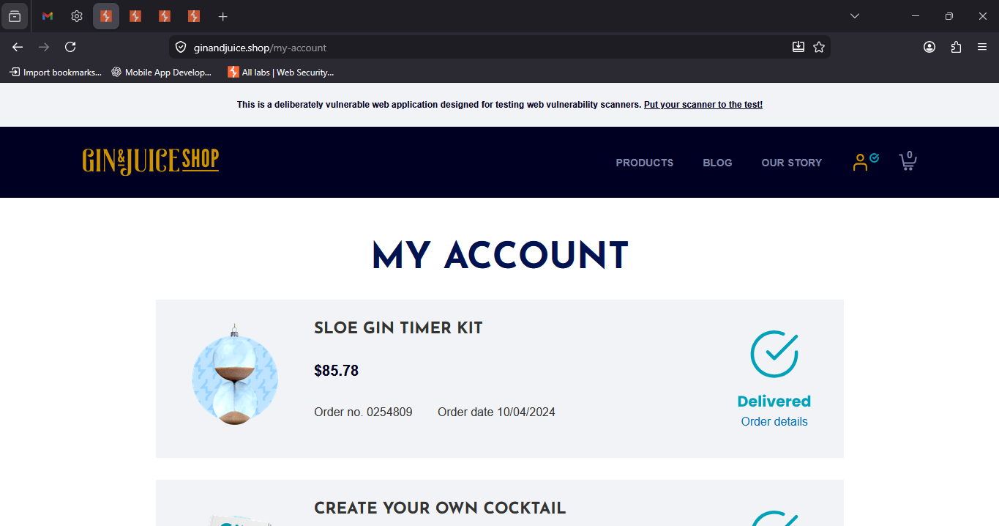 ginandjuice.shop/my-account
Import bookmarks...
Mobile App Develop...
All labs | Web Security...
This is a deliberately vulnerable web application designed for testing web vulnerability scanners. Put your scanner to the test!
GIN&JUICE SHOP
PRODUCTS
BLOG
OUR STORY
0
MY ACCOUNT
SLOE GIN TIMER KIT
$85.78
Order no. 0254809
Order date 10/04/2024
Delivered
Order details
CREATE YOUR OWN COCKTAIL